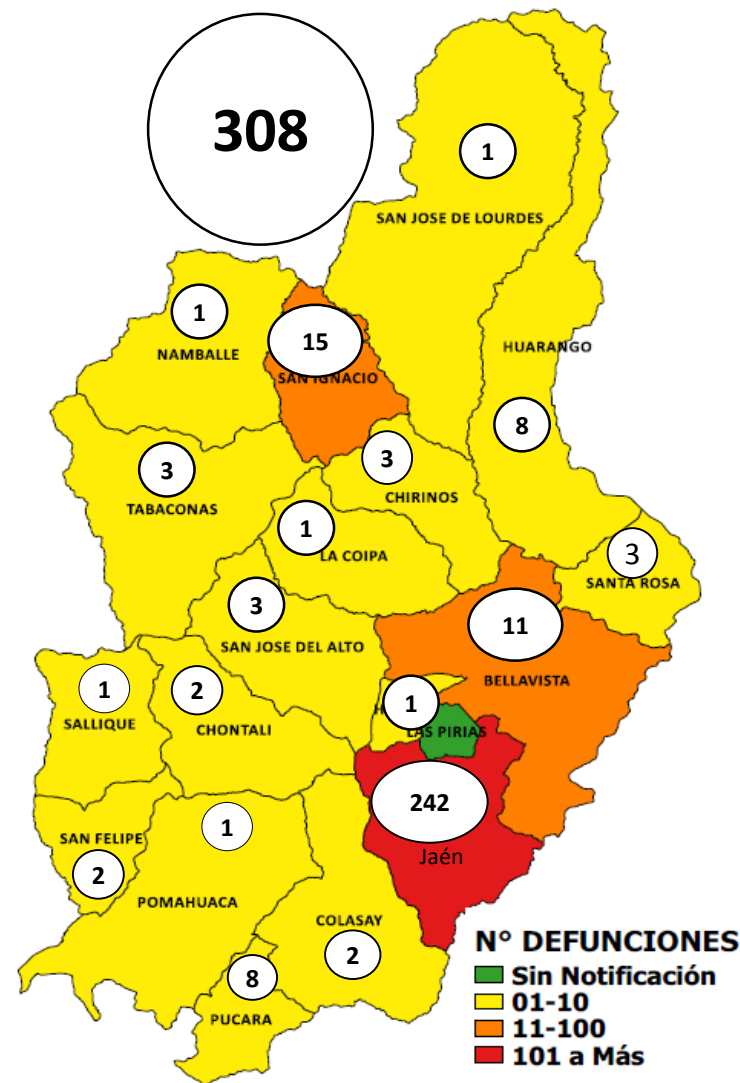 308
1
SAN JOSE DE LOURDES
1
NAMBALLE
15
SAN IGNACIO
HUARANGO
8
3
CHIRINOS
3
TABACONAS
1
LA COIPA
3
SANTA ROSA
3
SAN JOSE DEL ALTO
11
BELLAVISTA
1
SALLIQUE
2
CHONTALI
1
LAS PIRIAS
242
Jaén
1
SAN FELIPE
2
POMAHUACA
COLASAY
2
8
PUCARA
N° DEFUNCIONES
Sin Notificación
01-10
11-100
101 a Más